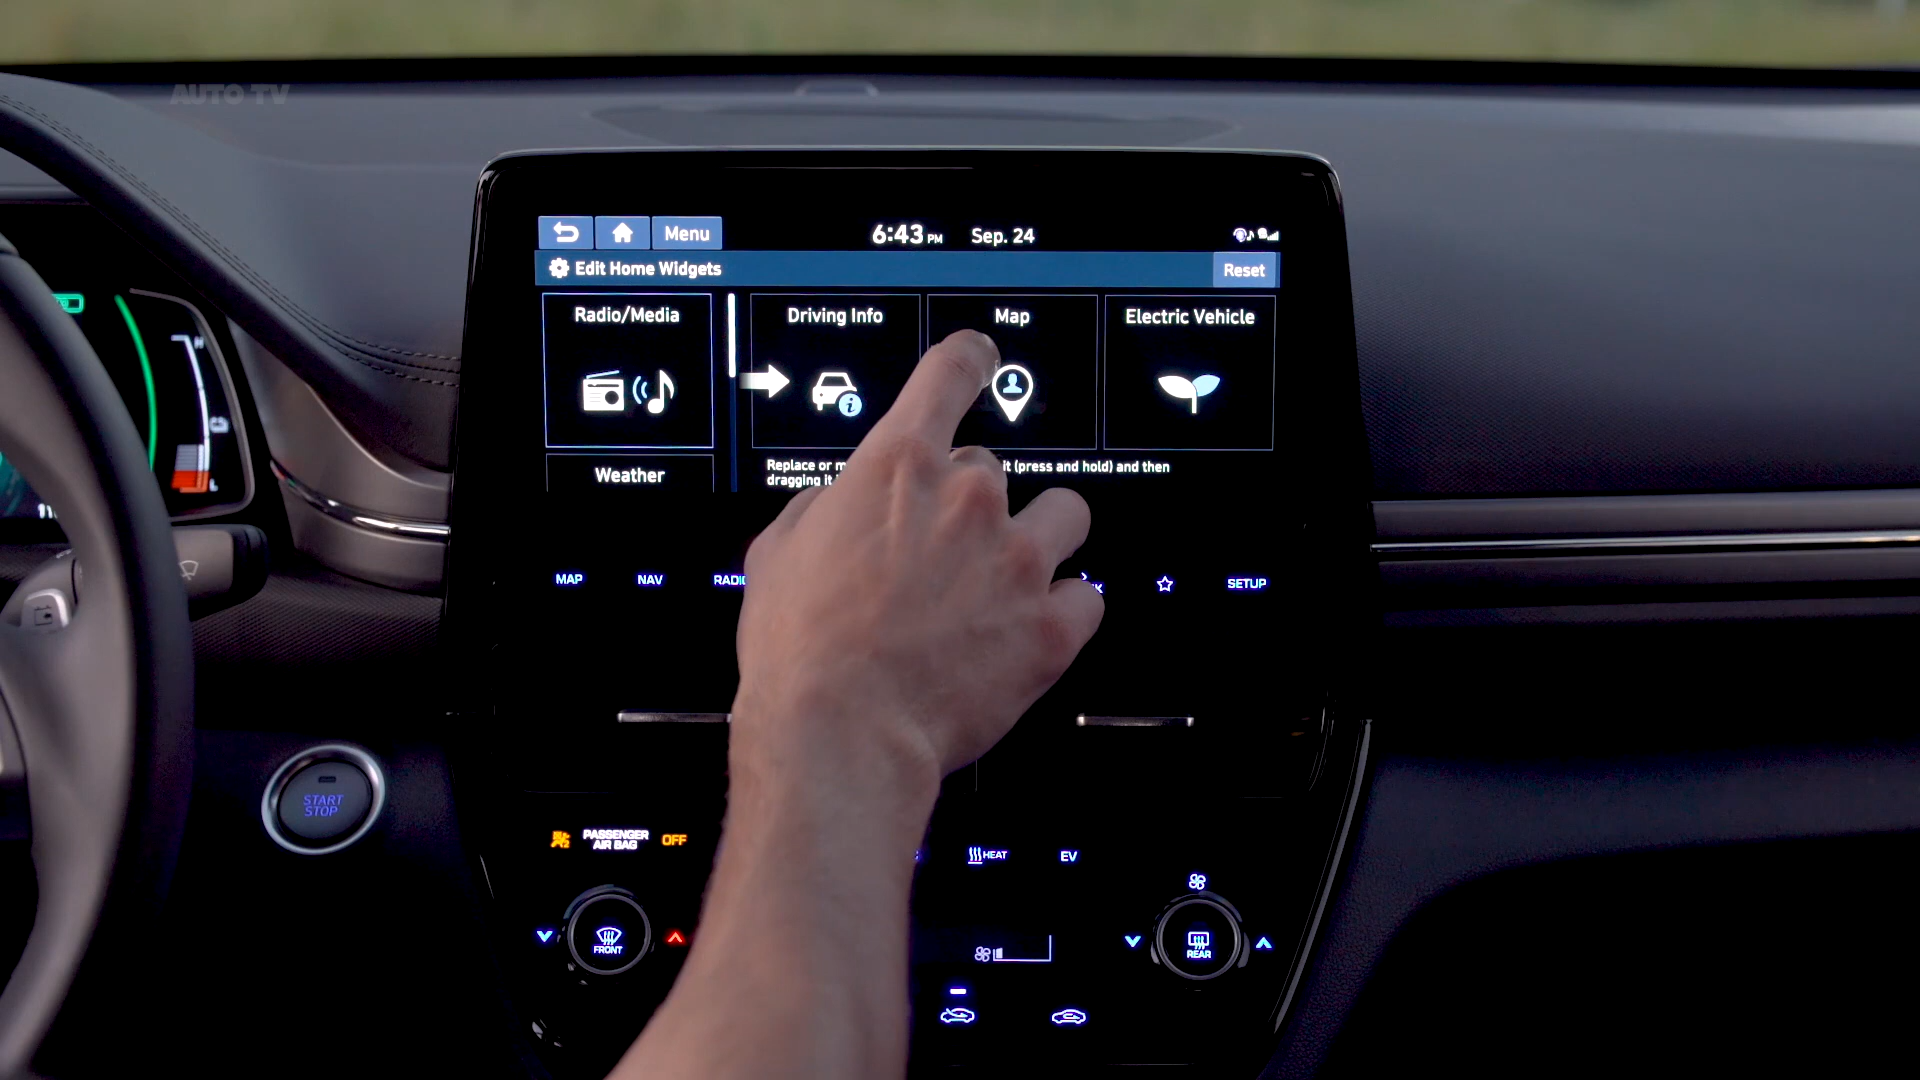 AUTO TV
Menu
6:43 PM
Sep. 24
Edit Home Widgets
Reset
Radio/Media
Driving Info
Map
Electric Vehicle
Weather
Replace or
it (press and hold) and then
dragging it
H
L
MAP
NAV
SETUP
START
STOP
PASSENGER
AIR BAG
OFF
HEAT
EV
FRONT
REAR